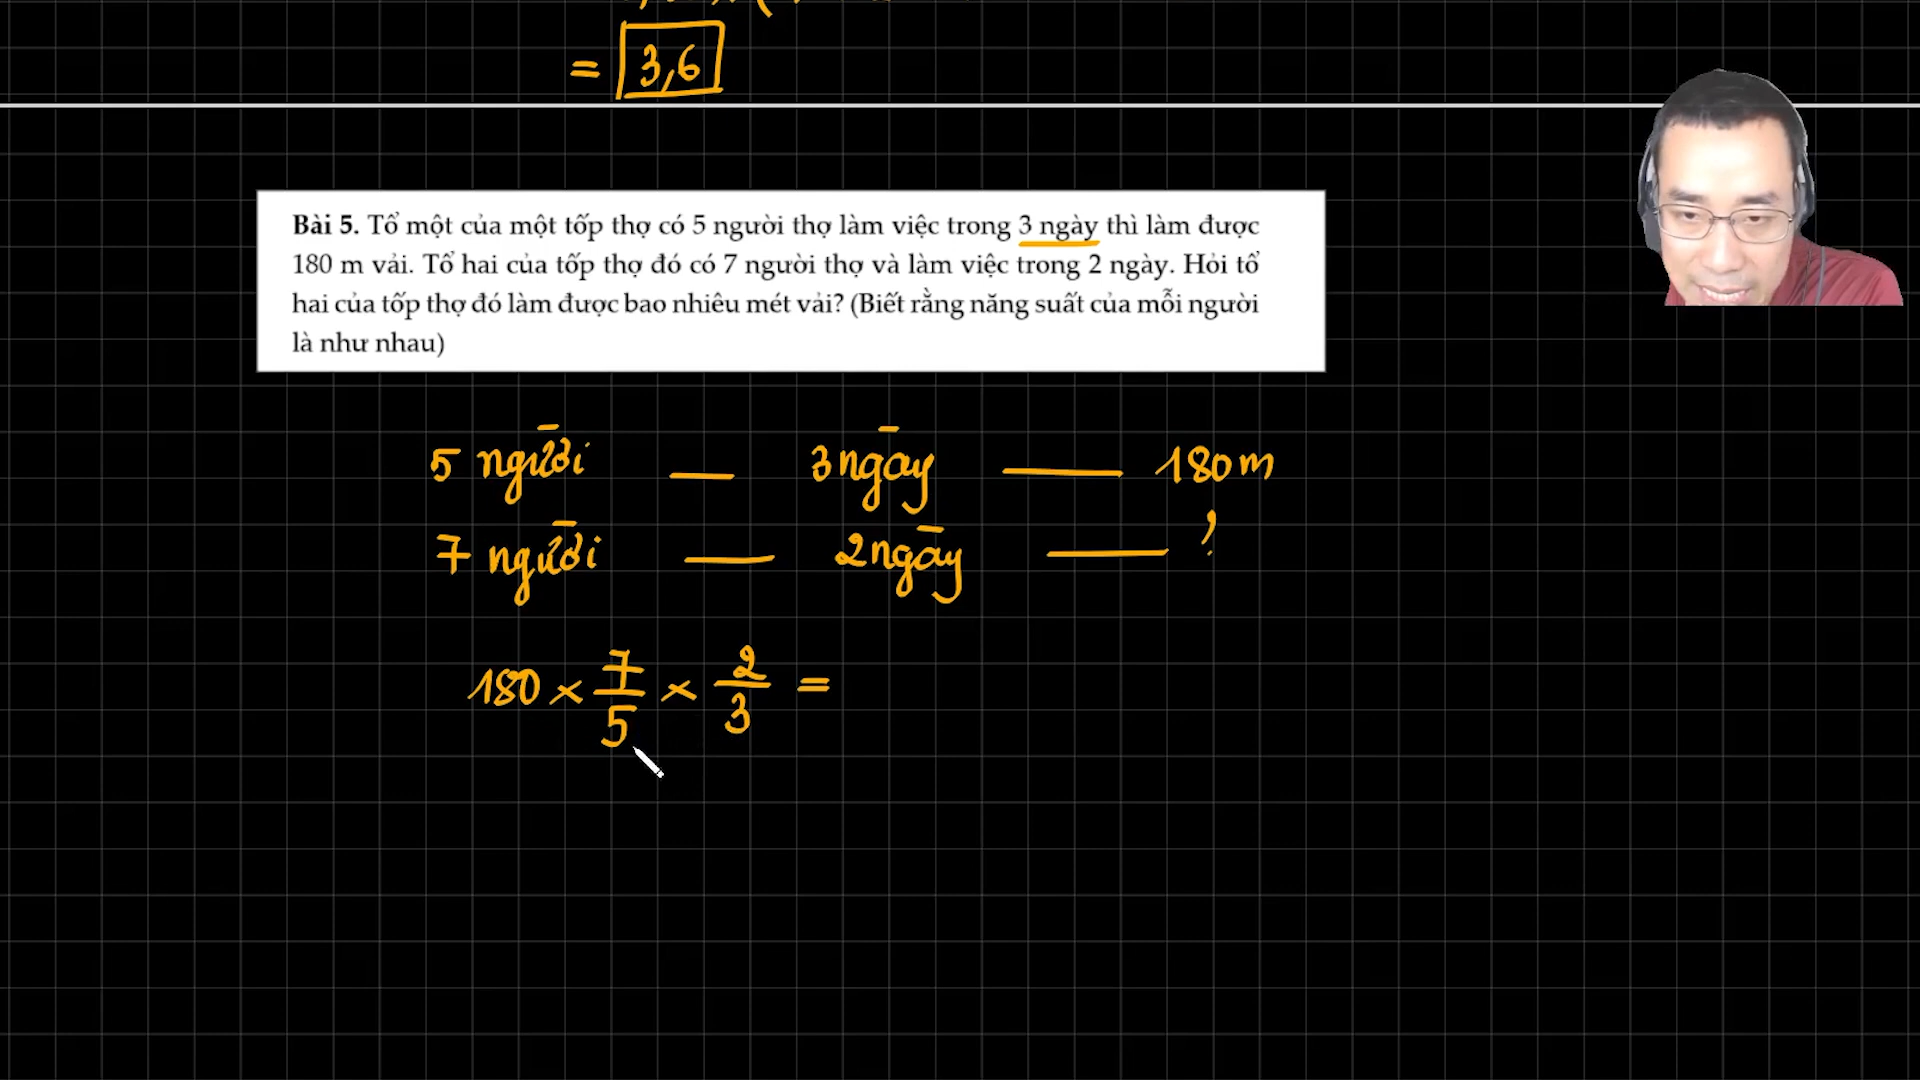 = 3,6
Bài 5. Tổ một của một tốp thợ có 5 người thợ làm việc trong 3 ngày thì làm được
180 m vải. Tổ hai của tốp thợ đó có 7 người thợ và làm việc trong 2 ngày. Hỏi tổ
hai của tốp thợ đó làm được bao nhiêu mét vải? (Biết rằng năng suất của mỗi người
là như nhau)
5 người — 3 ngày — 180m
7 người — 2 ngày — ?
180 × 7/5 × 2/3 =